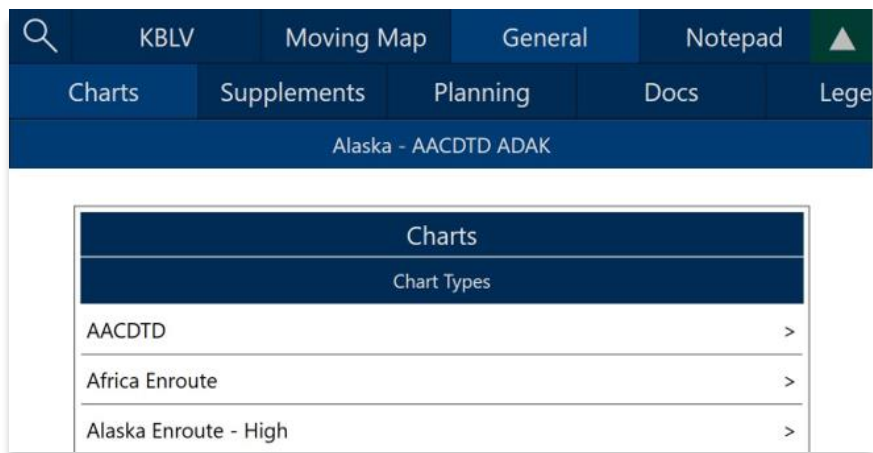 KBLV Moving Map General Notepad
Charts Supplements Planning Docs Lege
Alaska - AACDTD ADAK
Charts
Chart Types
AACDTD >
Africa Enroute >
Alaska Enroute - High >